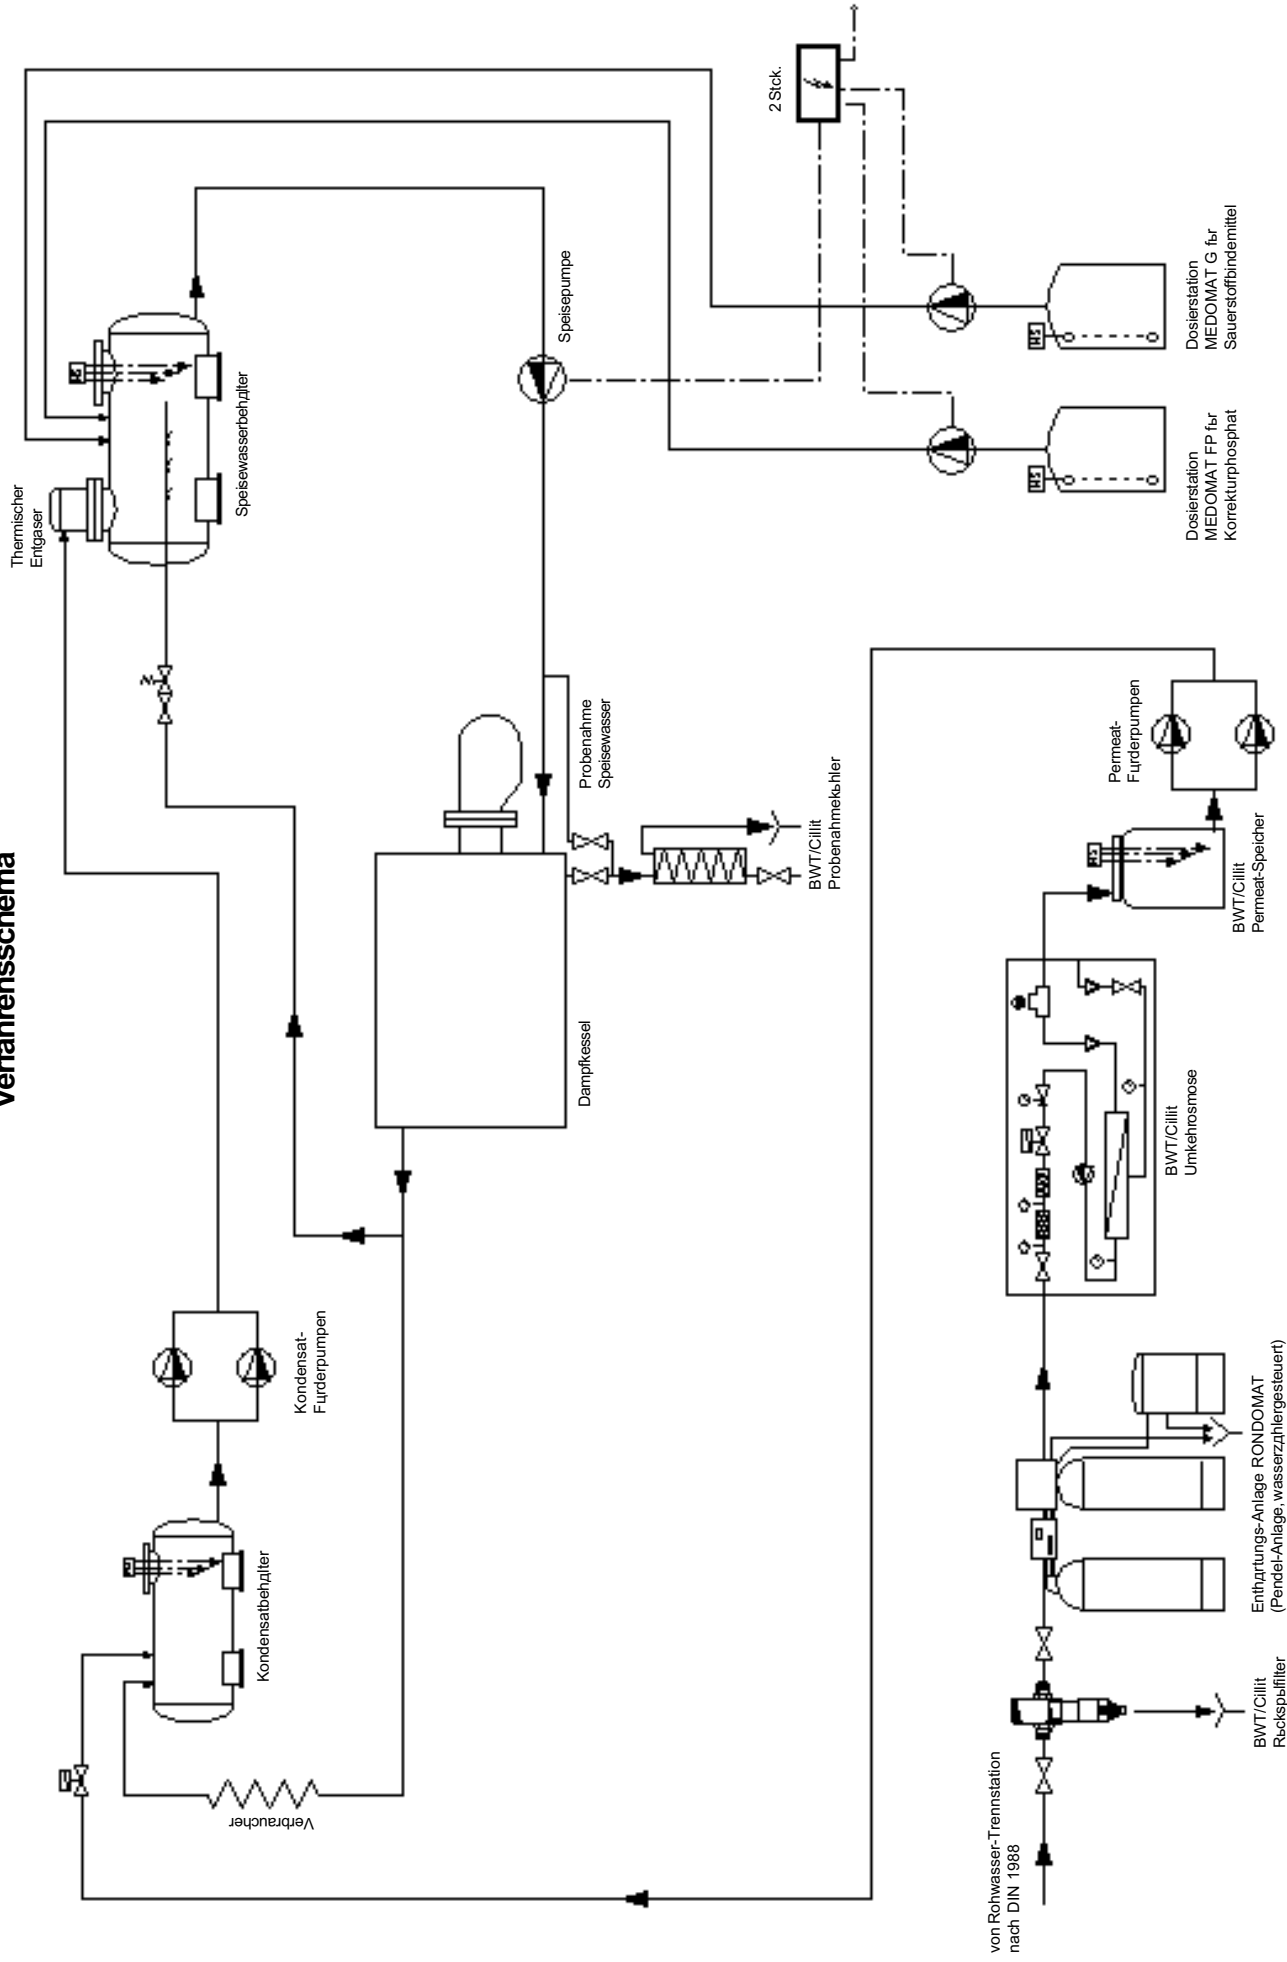 Verfahrensschema
Thermischer
Entgaser
Speisewasserbehдlter
Kondensatbehдlter
Kondensat-
Fцrderpumpen
Verbraucher
Speisepumpe
Dampfkessel
Probenahme
Speisewasser
2 Stck.
BWT/Cillit
Probenahmekьhler
von Rohwasser-Trennstation
nach DIN 1988
BWT/Cillit
Rьckspьlfilter
Enthдrtungs-Anlage RONDOMAT
(Pendel-Anlage, wasserzдhlergesteuert)
BWT/Cillit
Umkehrosmose
BWT/Cillit
Permeat-Speicher
Permeat-
Fцrderpumpen
Dosierstation
MEDOMAT FP fьr
Korrekturphosphat
Dosierstation
MEDOMAT G fьr
Sauerstoffbindemittel